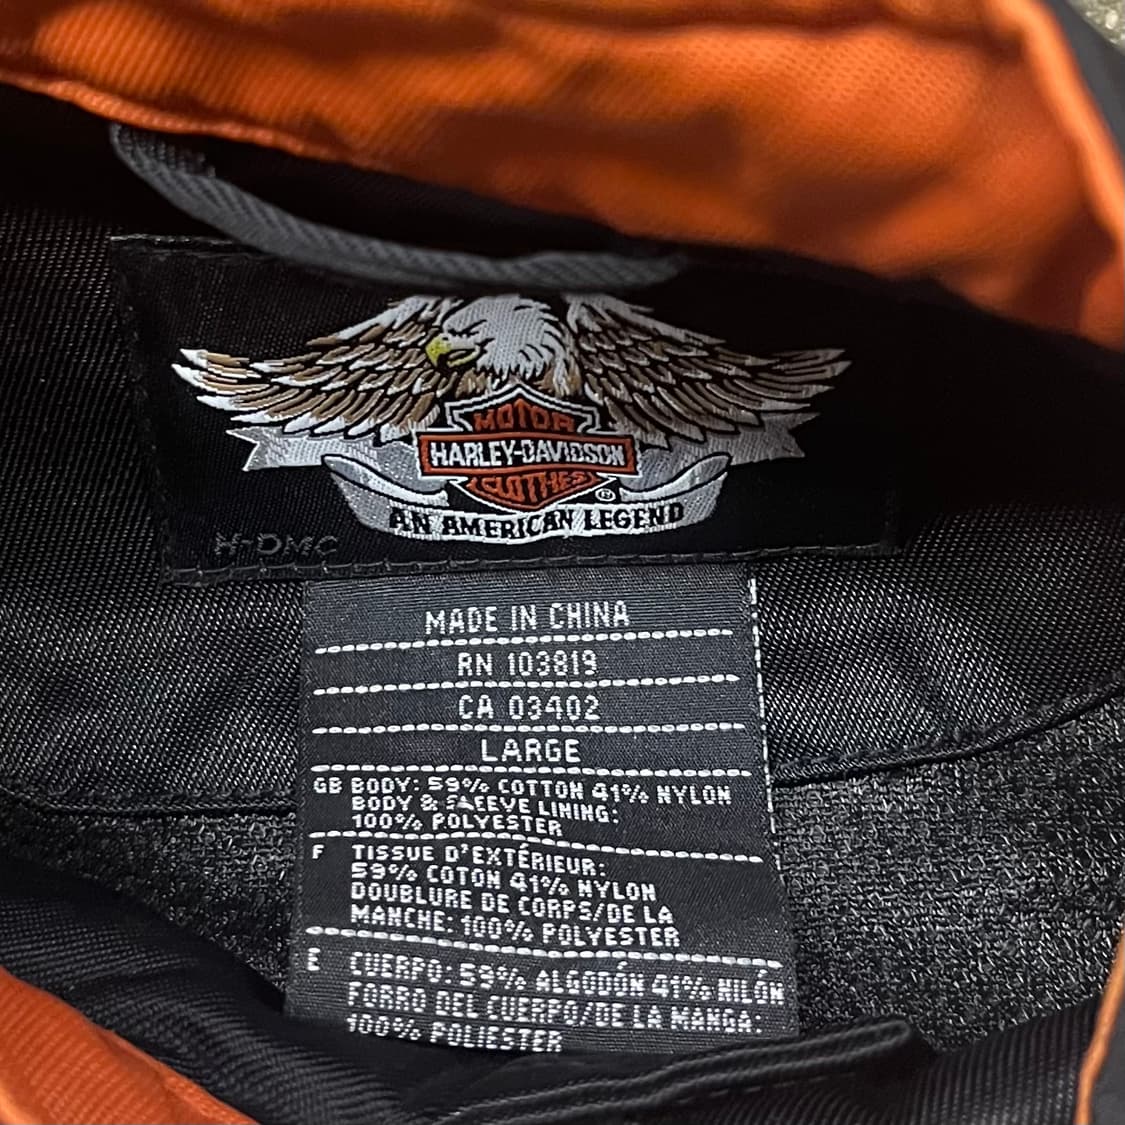 MOTOR
HARLEY-DAVIDSON
CLOTHES
®
AN AMERICAN LEGEND
H-DMC
MADE IN CHINA
RN 103819
CA 03402
LARGE
GB BODY: 59% COTTON 41% NYLON
BODY & SLEEVE LINING:
100% POLYESTER
F TISSUE D'EXTÉRIEUR:
59% COTON 41% NYLON
DOUBLURE DE CORPS/DE LA
MANCHE: 100% POLYESTER
E CUERPO: 59% ALGODÓN 41% NILÓN
FORRO DEL CUERPO/DE LA MANGA:
100% POLIESTER